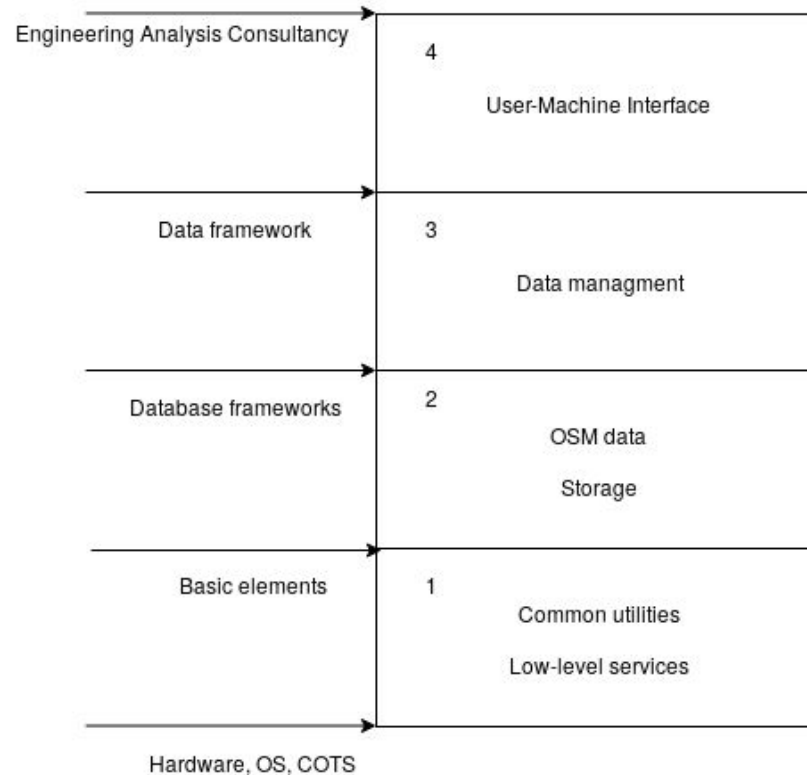 Engineering Analysis Consultancy
4
User-Machine Interface
Data framework
3
Data managment
Database frameworks
2
OSM data
Storage
Basic elements
1
Common utilities
Low-level services
Hardware, OS, COTS